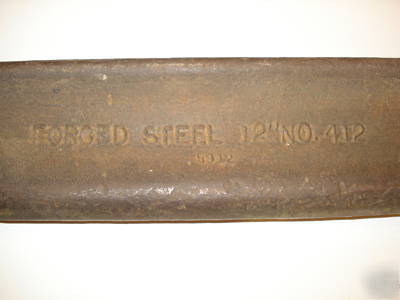 FORGED STEEL 12" NO. 412